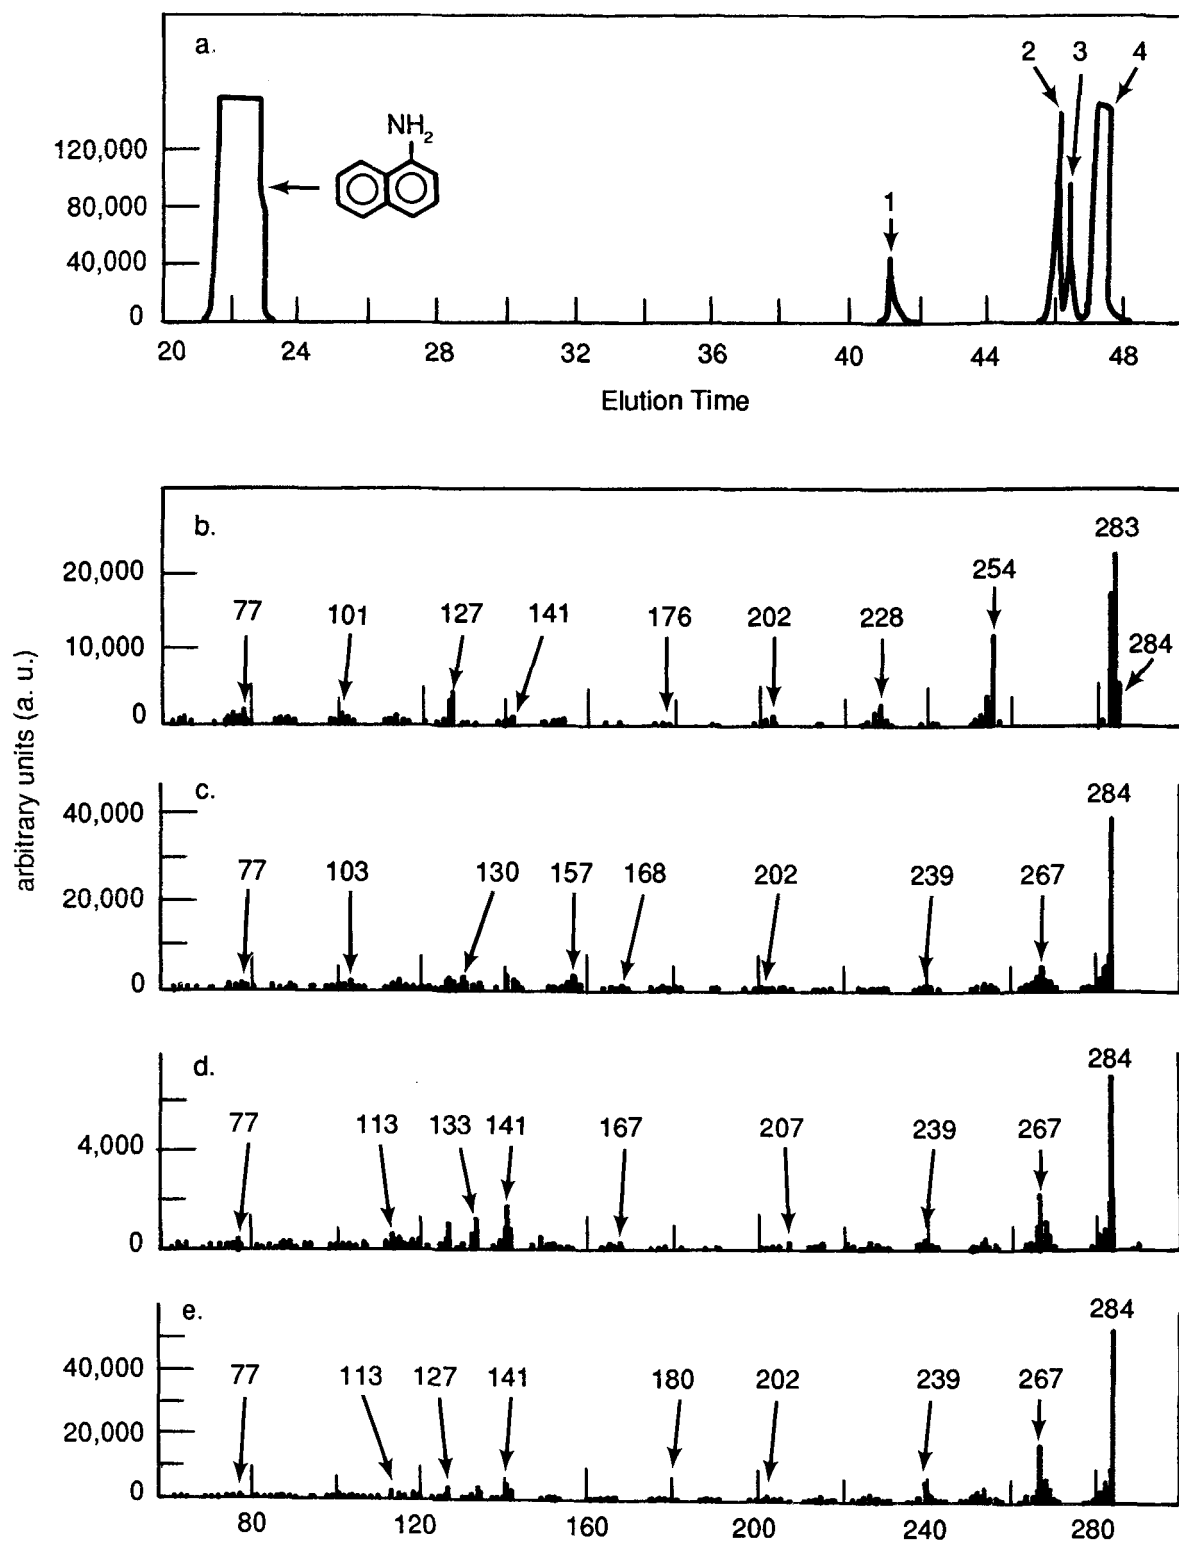 a.
2 3 4
NH2
1
120,000
80,000
40,000
0
20 24 28 32 36 40 44 48
Elution Time
arbitrary units (a. u.)
b.
283
20,000
254
77 101 127 141 176 202 228
10,000
284
0
c.
284
40,000
77 103 130 157 168 202 239 267
20,000
0
d.
284
77 113 133 141 167 207 239 267
4,000
0
e.
284
40,000
77 113 127 141 180 202 239 267
20,000
0
80 120 160 200 240 280